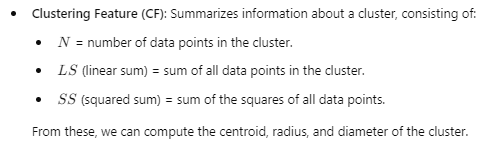 • Clustering Feature (CF): Summarizes information about a cluster, consisting of:
• N = number of data points in the cluster.
• LS (linear sum) = sum of all data points in the cluster.
• SS (squared sum) = sum of the squares of all data points.
From these, we can compute the centroid, radius, and diameter of the cluster.